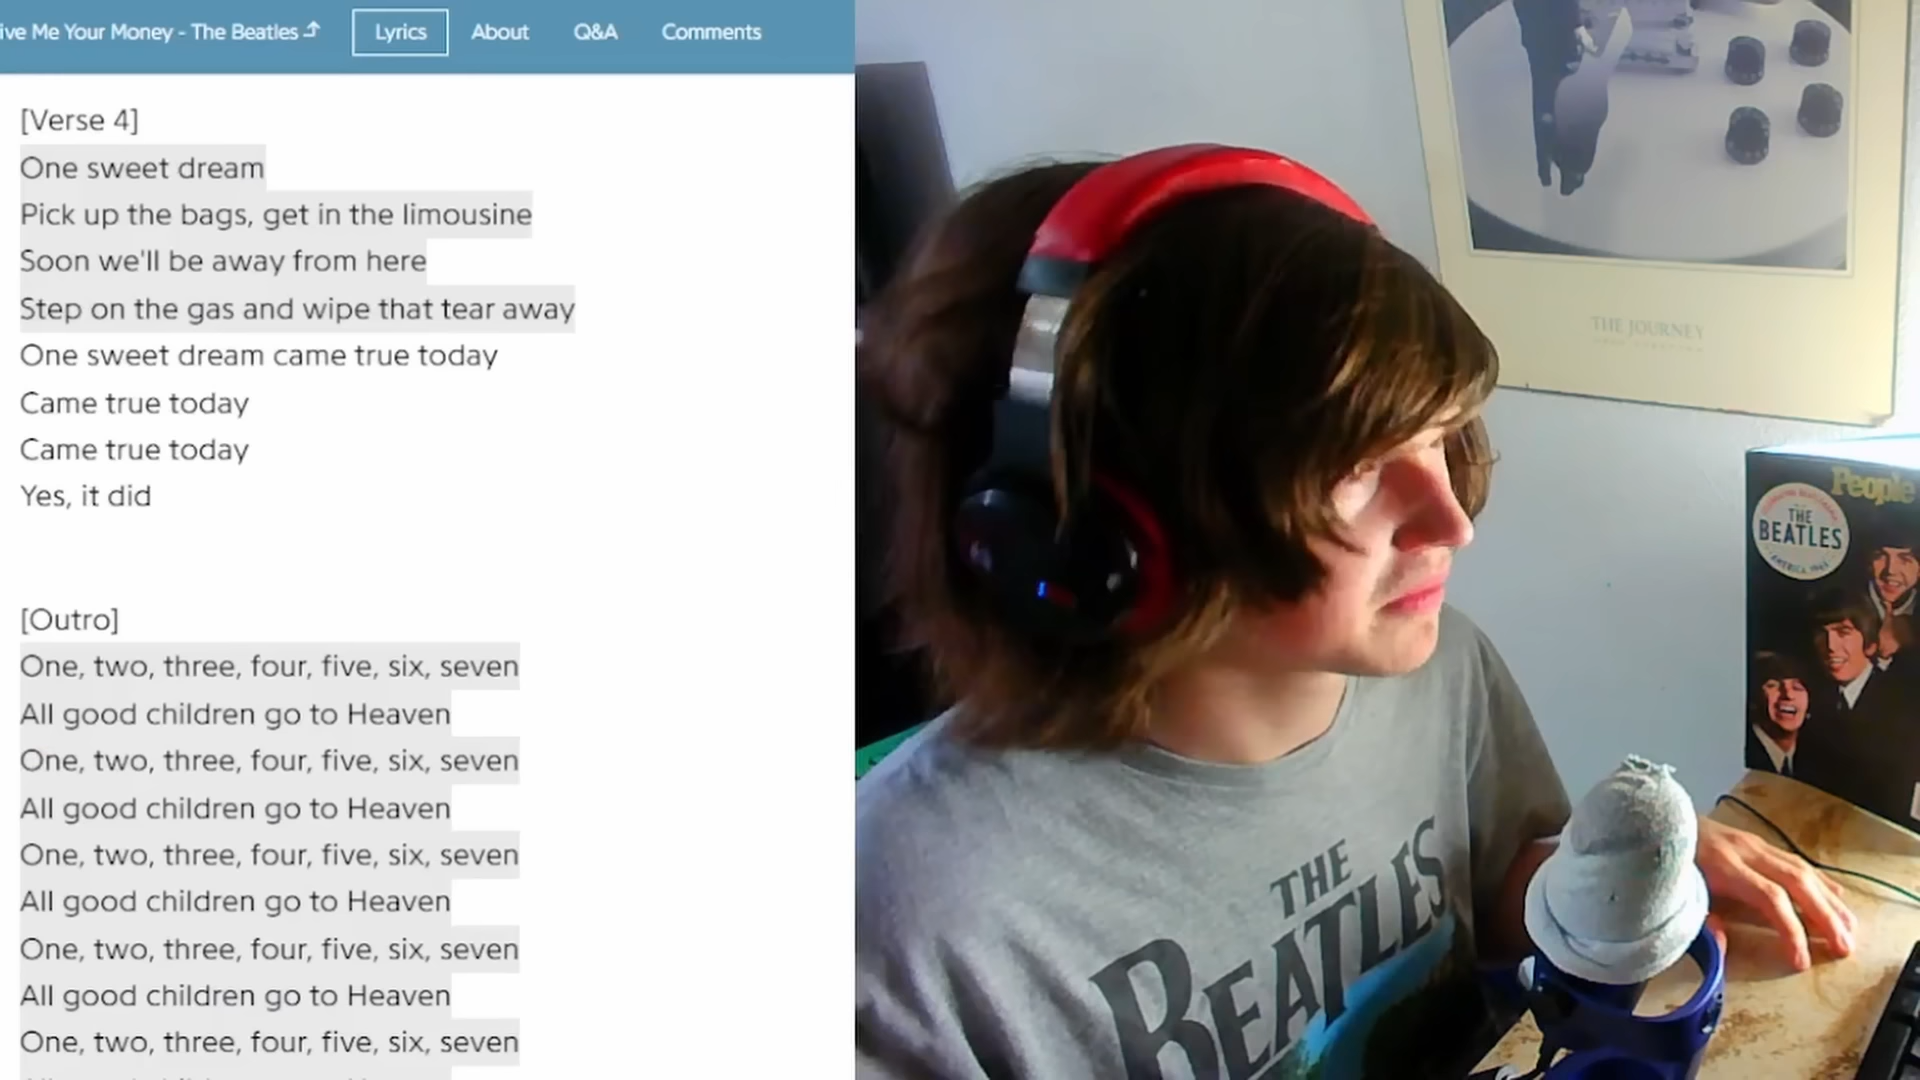 ive Me Your Money - The Beatles
Lyrics
About
Q&A
Comments
[Verse 4]
One sweet dream
Pick up the bags, get in the limousine
Soon we'll be away from here
Step on the gas and wipe that tear away
One sweet dream came true today
Came true today
Came true today
Yes, it did
[Outro]
One, two, three, four, five, six, seven
All good children go to Heaven
One, two, three, four, five, six, seven
All good children go to Heaven
One, two, three, four, five, six, seven
All good children go to Heaven
One, two, three, four, five, six, seven
All good children go to Heaven
One, two, three, four, five, six, seven
THE JOURNEY
People
THE
BEATLES
THE
BEATLES